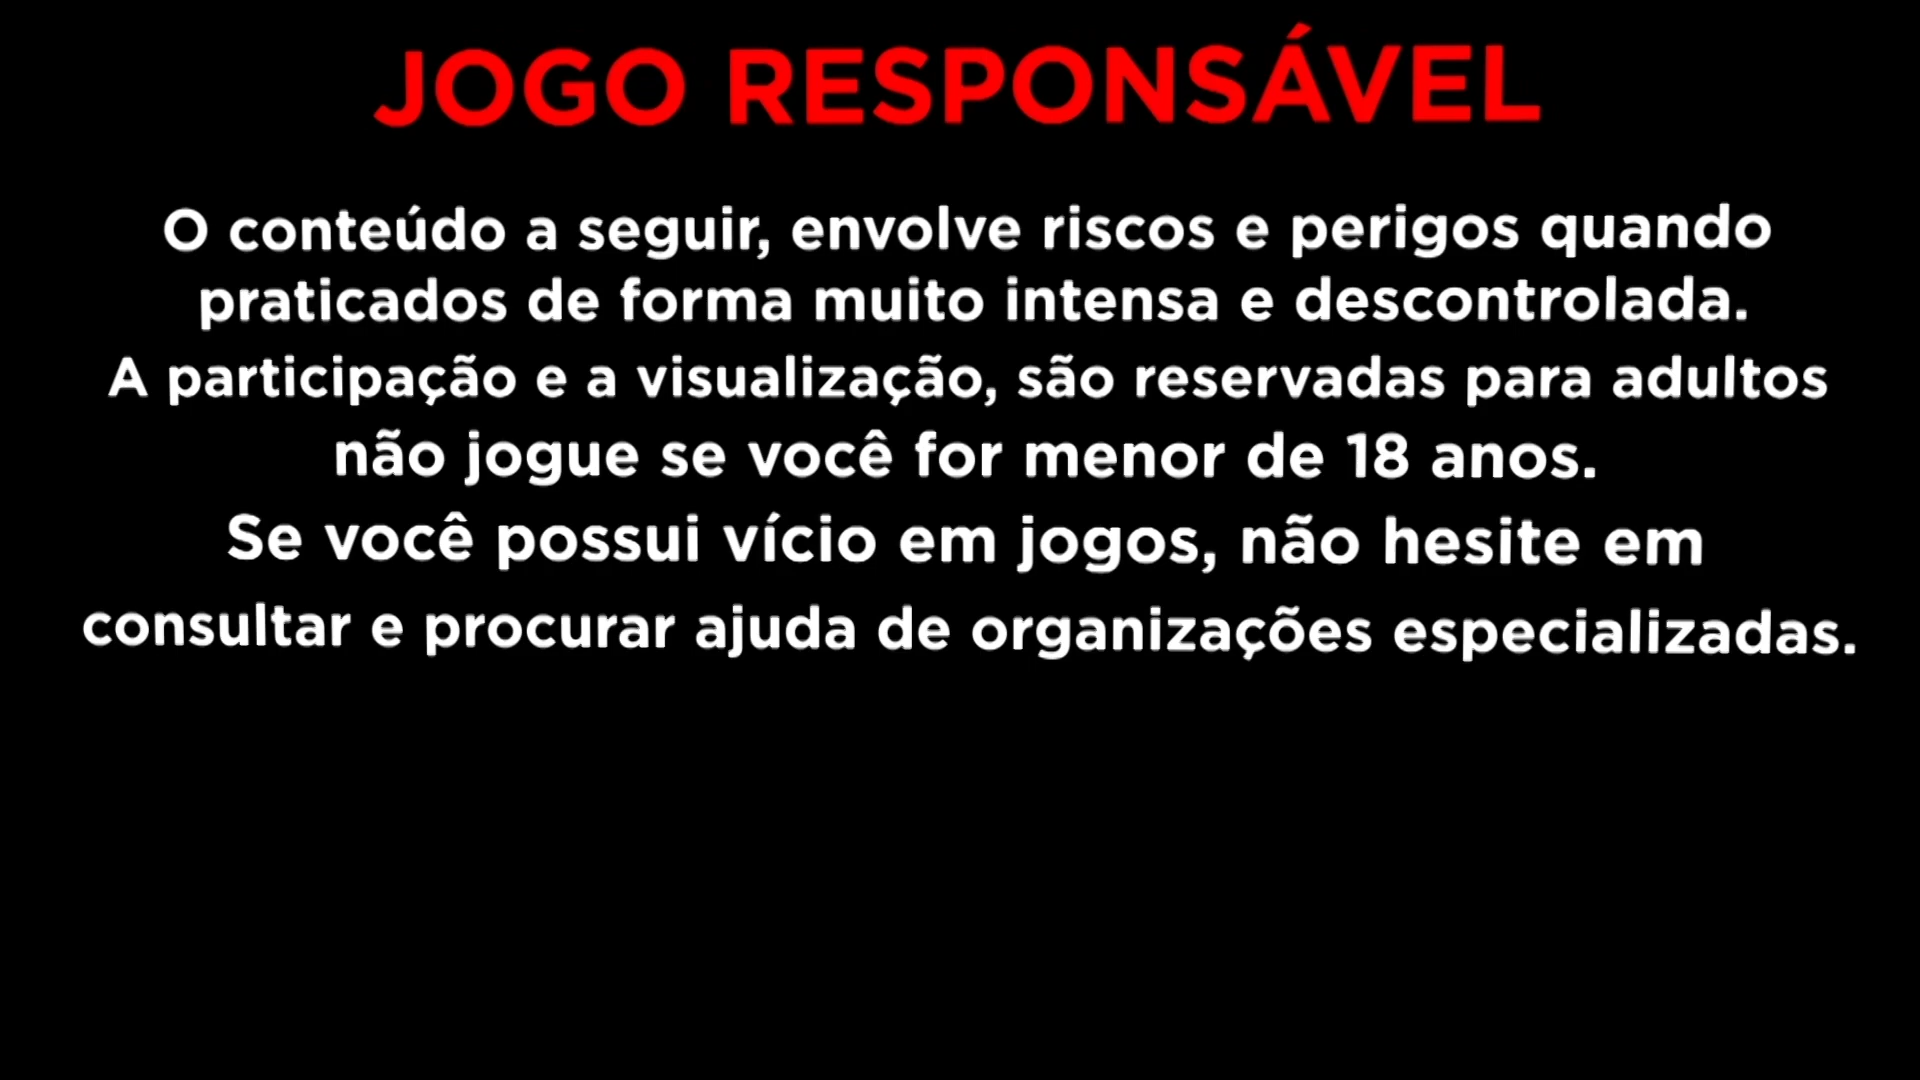 JOGO RESPONSÁVEL
O conteúdo a seguir, envolve riscos e perigos quando
praticados de forma muito intensa e descontrolada.
A participação e a visualização, são reservadas para adultos
não jogue se você for menor de 18 anos.
Se você possui vício em jogos, não hesite em
consultar e procurar ajuda de organizações especializadas.